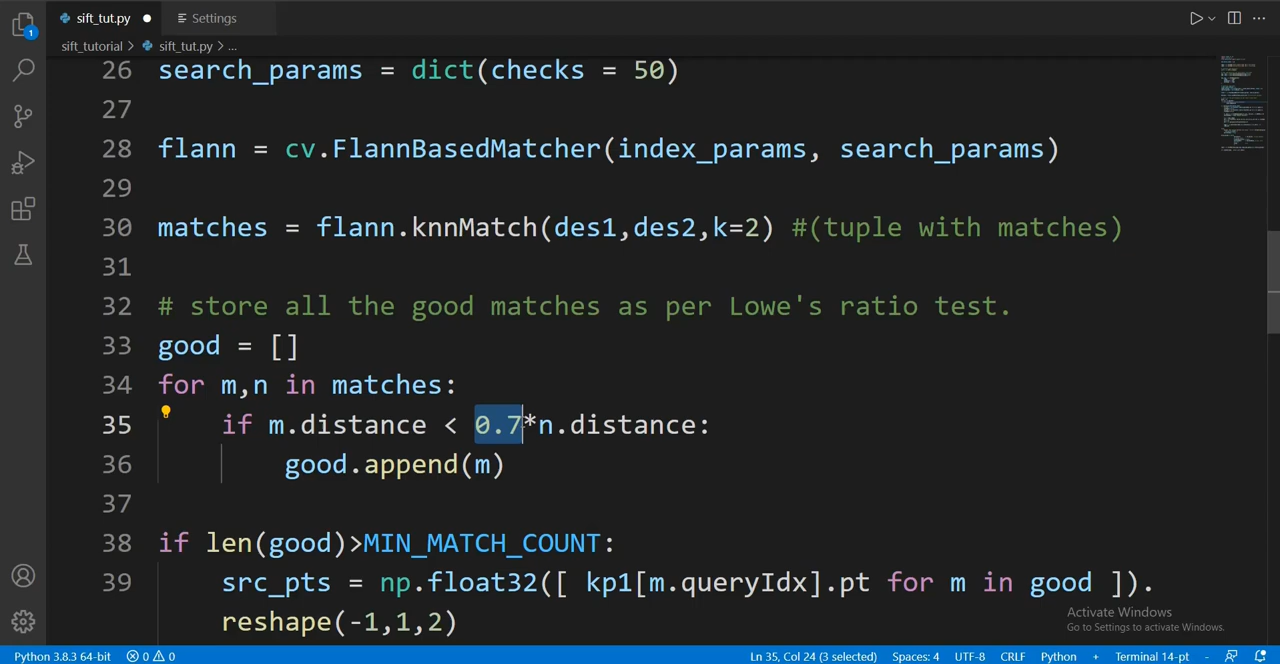 sift_tut.py ● Settings
sift_tutorial > sift_tut.py > ...
26 search_params = dict(checks = 50)
27
28 flann = cv.FlannBasedMatcher(index_params, search_params)
29
30 matches = flann.knnMatch(des1,des2,k=2) #(tuple with matches)
31
32 # store all the good matches as per Lowe's ratio test.
33 good = []
34 for m,n in matches:
35 if m.distance < 0.7*n.distance:
36 good.append(m)
37
38 if len(good)>MIN_MATCH_COUNT:
39 src_pts = np.float32([ kp1[m.queryIdx].pt for m in good ]).
reshape(-1,1,2)
Activate Windows
Go to Settings to activate Windows.
1
Python 3.8.3 64-bit 0 0 Ln 35, Col 24 (3 selected) Spaces: 4 UTF-8 CRLF Python + Terminal 14-pt -